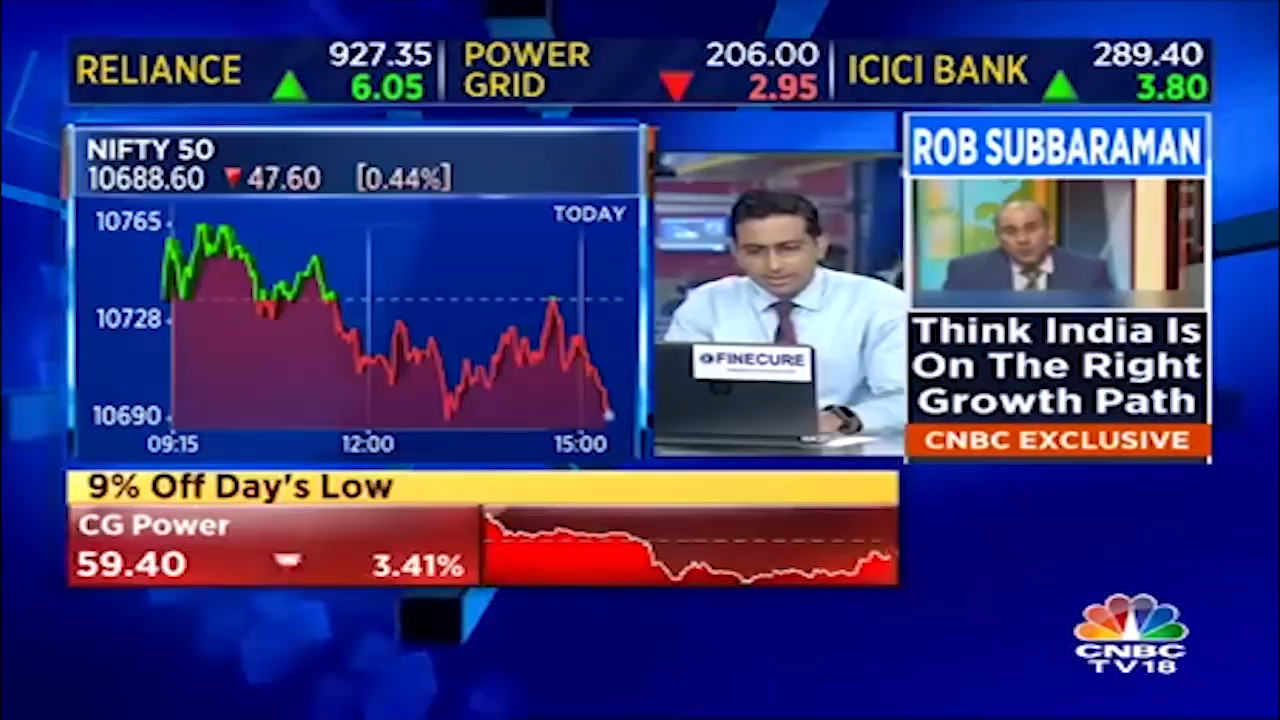 RELIANCE 927.35 6.05
POWER GRID 206.00 2.95
ICICI BANK 289.40 3.80
NIFTY 50
10688.60 47.60 [0.44%]
TODAY
10765
10728
10690
09:15 12:00 15:00
FINECURE
ROB SUBBARAMAN
Think India Is
On The Right
Growth Path
CNBC EXCLUSIVE
9% Off Day's Low
CG Power
59.40 3.41%
CNBC
TV18